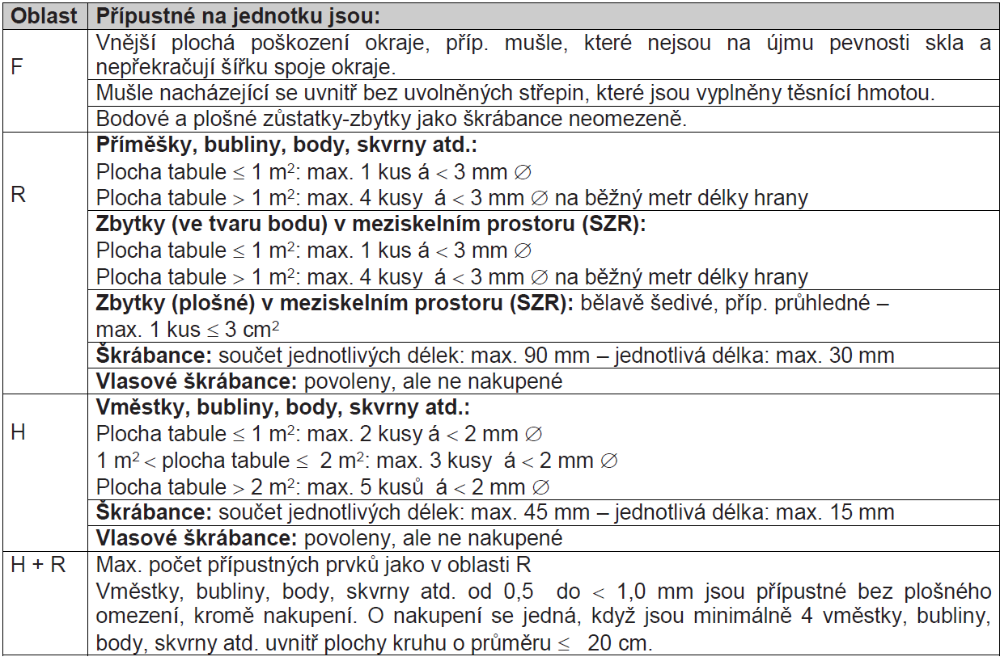 Oblast Přípustné na jednotku jsou:
F
Vnější plochá poškození okraje, příp. mušle, které nejsou na újmu pevnosti skla a
nepřekračují šířku spoje okraje.
Mušle nacházející se uvnitř bez uvolněných střepin, které jsou vyplněny těsnící hmotou.
Bodové a plošné zůstatky-zbytky jako škrábance neomezeně.
R
Příměšky, bubliny, body, skvrny atd.:
Plocha tabule ≤ 1 m²: max. 1 kus á < 3 mm ∅
Plocha tabule > 1 m²: max. 4 kusy á < 3 mm ∅ na běžný metr délky hrany
Zbytky (ve tvaru bodu) v meziskelním prostoru (SZR):
Plocha tabule ≤ 1 m²: max. 1 kus á < 3 mm ∅
Plocha tabule > 1 m²: max. 4 kusy á < 3 mm ∅ na běžný metr délky hrany
Zbytky (plošné) v meziskelním prostoru (SZR): bělavě šedivé, příp. průhledné –
max. 1 kus ≤ 3 cm²
Škrábance: součet jednotlivých délek: max. 90 mm – jednotlivá délka: max. 30 mm
Vlasové škrábance: povoleny, ale ne nakupené
H
Vměstky, bubliny, body, skvrny atd.:
Plocha tabule ≤ 1 m²: max. 2 kusy á < 2 mm ∅
1 m² < plocha tabule ≤ 2 m²: max. 3 kusy á < 2 mm ∅
Plocha tabule > 2 m²: max. 5 kusů á < 2 mm ∅
Škrábance: součet jednotlivých délek: max. 45 mm – jednotlivá délka: max. 15 mm
Vlasové škrábance: povoleny, ale ne nakupené
H + R Max. počet přípustných prvků jako v oblasti R
Vměstky, bubliny, body, skvrny atd. od 0,5 do < 1,0 mm jsou přípustné bez plošného
omezení, kromě nakupení. O nakupení se jedná, když jsou minimálně 4 vměstky, bubliny,
body, skvrny atd. uvnitř plochy kruhu o průměru ≤ 20 cm.